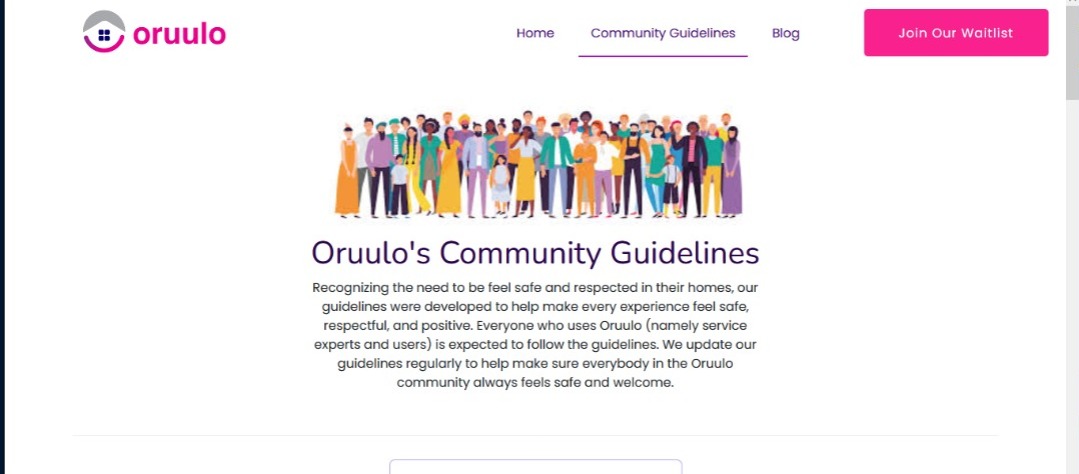 oruulo
Home
Community Guidelines
Blog
Join Our Waitlist
Oruulo's Community Guidelines
Recognizing the need to be feel safe and respected in their homes, our
guidelines were developed to help make every experience feel safe,
respectful, and positive. Everyone who uses Oruulo (namely service
experts and users) is expected to follow the guidelines. We update our
guidelines regularly to help make sure everybody in the Oruulo
community always feels safe and welcome.